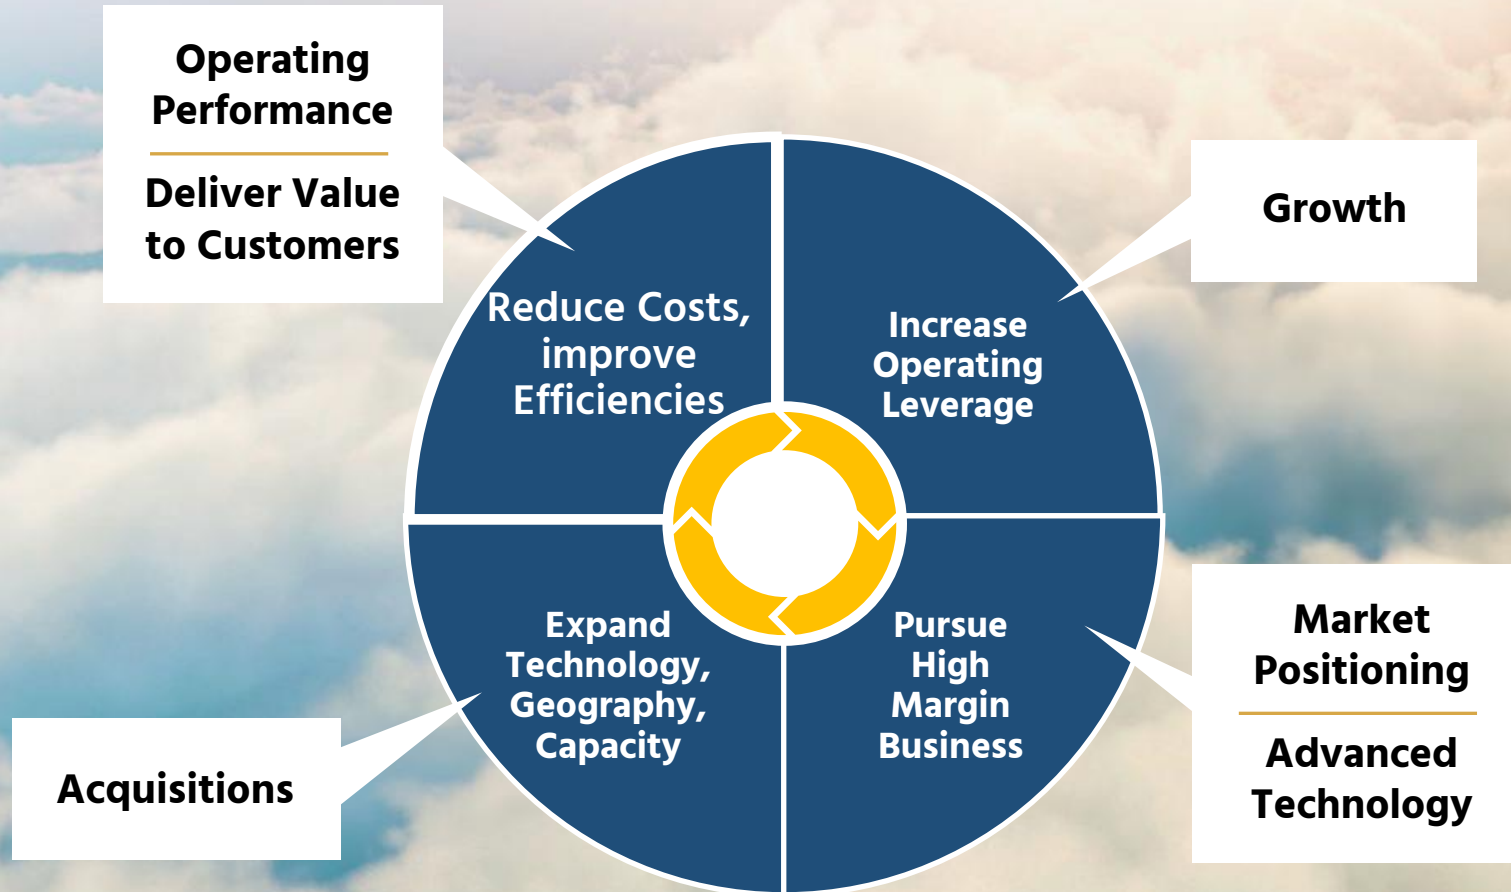 Operating
Performance
Deliver Value
to Customers
Reduce Costs,
improve
Efficiencies
Growth
Increase
Operating
Leverage
Market
Positioning
Advanced
Technology
Pursue
High
Margin
Business
Acquisitions
Expand
Technology,
Geography,
Capacity